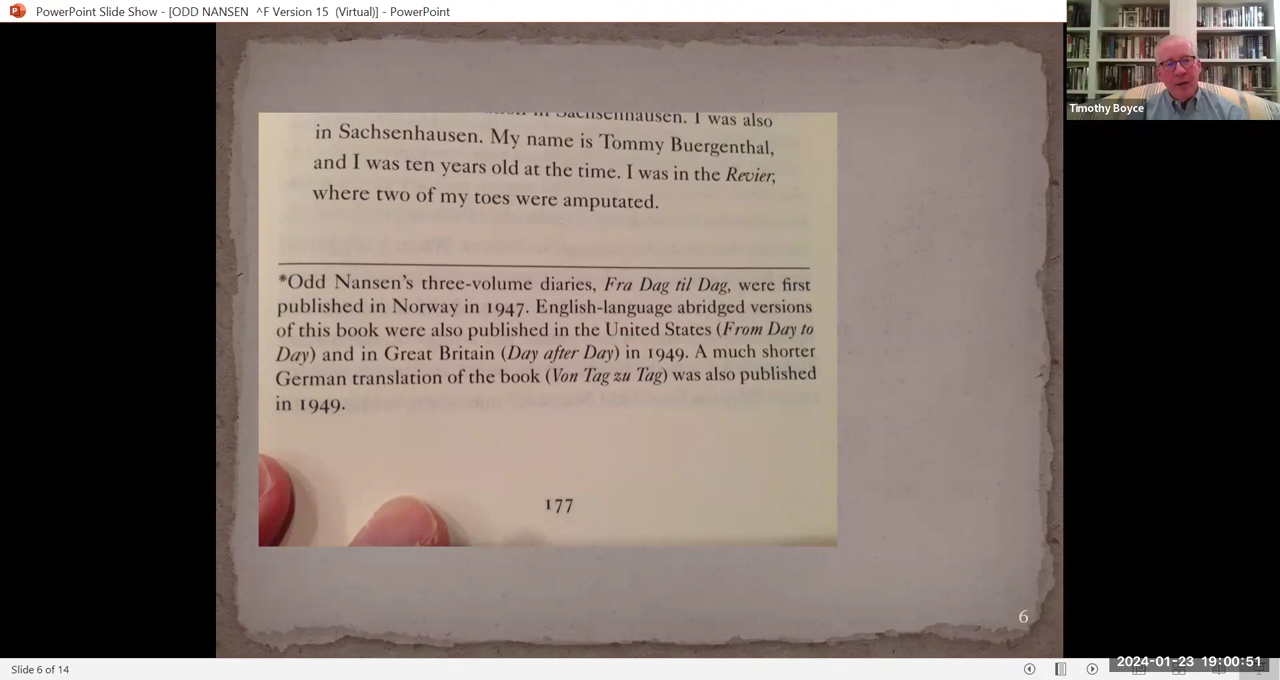 PowerPoint Slide Show - [ODD NANSEN ^F Version 15 (Virtual)] - PowerPoint
Timothy Boyce
in Sachsenhausen. I was also
in Sachsenhausen. My name is Tommy Buergenthal,
and I was ten years old at the time. I was in the Revier,
where two of my toes were amputated.
*Odd Nansen's three-volume diaries, Fra Dag til Dag, were first
published in Norway in 1947. English-language abridged versions
of this book were also published in the United States (From Day to
Day) and in Great Britain (Day after Day) in 1949. A much shorter
German translation of the book (Von Tag zu Tag) was also published
in 1949.
177
6
Slide 6 of 14
2024-01-23 19:00:51